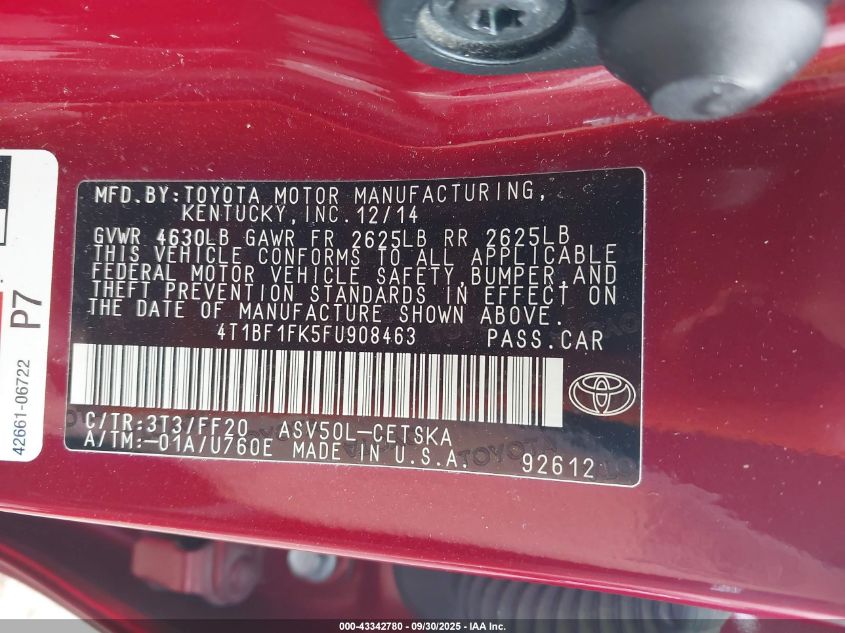 MFD.BY:TOYOTA MOTOR MANUFACTURING,
KENTUCKY,INC.12/14
GVWR 4630LB GAWR FR 2625LB RR 2625LB
THIS VEHICLE CONFORMS TO ALL APPLICABLE
FEDERAL MOTOR VEHICLE SAFETY,BUMPER,AND
THEFT PREVENTION STANDARDS IN EFFECT ON
THE DATE OF MANUFACTURE SHOWN ABOVE.
4T1BF1FK5FU908463 PASS.CAR
C/TR:3T3/FF20 ASV50L-CETSKA
A/TM:-01A/U760E MADE IN U.S.A. 92612
P7
42661-06722
000-43342780 - 09/30/2025 - IAA Inc.